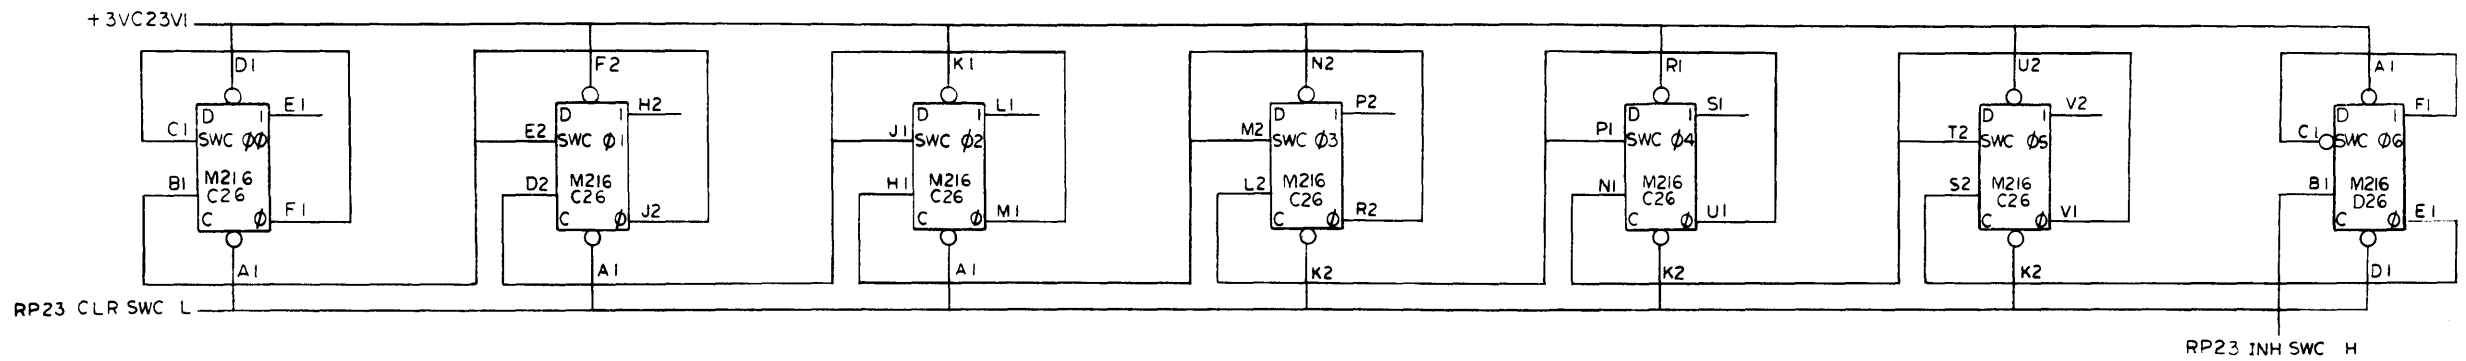 +3VC23V1
D1
F2
K1
N2
R1
U2
A1
D 1 E1
D 1 H2
D 1 L1
D 1 P2
D 1 S1
D 1 V2
D 1 F1
C1 SWC ØØ
E2 SWC Ø1
J1 SWC Ø2
M2 SWC Ø3
P1 SWC Ø4
T2 SWC Ø5
C1 SWC Ø6
B1 M216
D2 M216
H1 M216
L2 M216
N1 M216
S2 M216
B1 M216
C26
C26
C26
C26
C26
C26
D26
C Ø F1
C Ø J2
C Ø M1
C Ø R2
C Ø U1
C Ø V1
C Ø E1
A1
A1
A1
K2
K2
K2
D1
RP23 CLR SWC L
RP23 INH SWC H